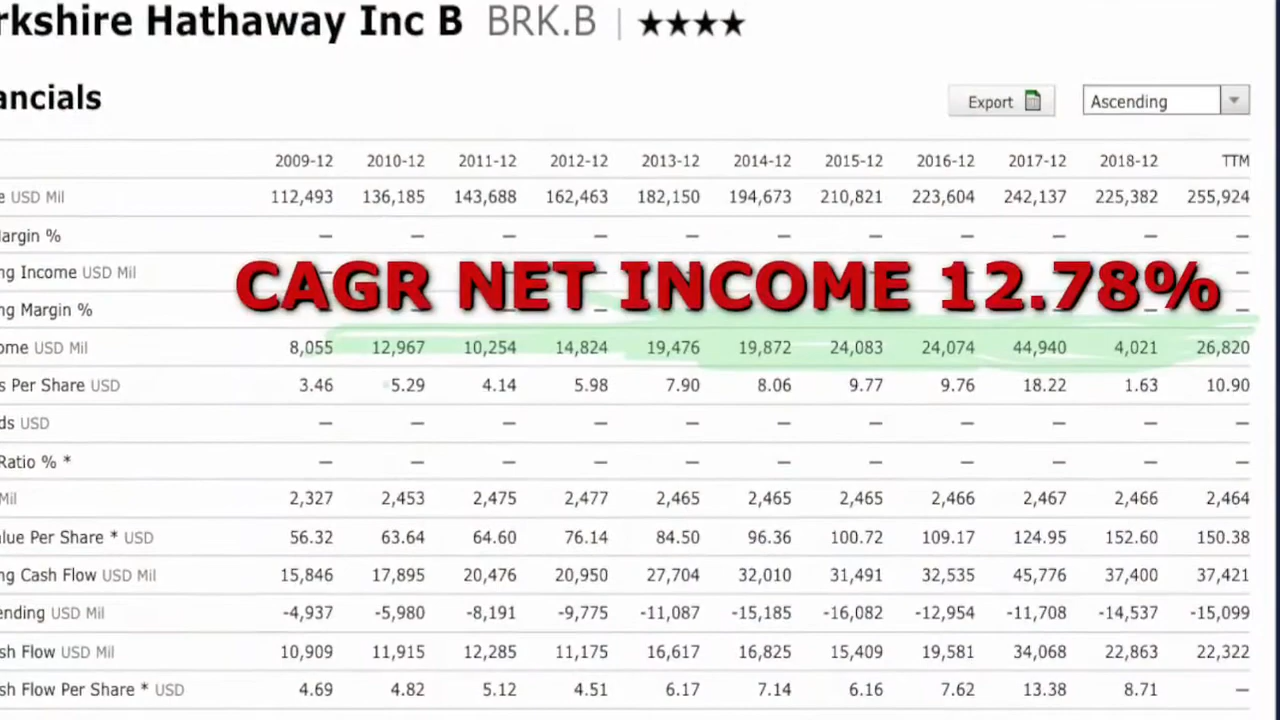 rkshire Hathaway Inc B BRK.B | ★★★★
ancials
Export Ascending
2009-12 2010-12 2011-12 2012-12 2013-12 2014-12 2015-12 2016-12 2017-12 2018-12 TTM
e USD Mil 112,493 136,185 143,688 162,463 182,150 194,673 210,821 223,604 242,137 225,382 255,924
argin % — — — — — — — — — — —
ng Income USD Mil
CAGR NET INCOME 12.78%
ng Margin %
ome USD Mil 8,055 12,967 10,254 14,824 19,476 19,872 24,083 24,074 44,940 4,021 26,820
s Per Share USD 3.46 5.29 4.14 5.98 7.90 8.06 9.77 9.76 18.22 1.63 10.90
ds USD — — — — — — — — — — —
Ratio % * — — — — — — — — — — —
Mil 2,327 2,453 2,475 2,477 2,465 2,465 2,465 2,466 2,467 2,466 2,464
lue Per Share * USD 56.32 63.64 64.60 76.14 84.50 96.36 100.72 109.17 124.95 152.60 150.38
ng Cash Flow USD Mil 15,846 17,895 20,476 20,950 27,704 32,010 31,491 32,535 45,776 37,400 37,421
ending USD Mil -4,937 -5,980 -8,191 -9,775 -11,087 -15,185 -16,082 -12,954 -11,708 -14,537 -15,099
sh Flow USD Mil 10,909 11,915 12,285 11,175 16,617 16,825 15,409 19,581 34,068 22,863 22,322
sh Flow Per Share * USD 4.69 4.82 5.12 4.51 6.17 7.14 6.16 7.62 13.38 8.71 —